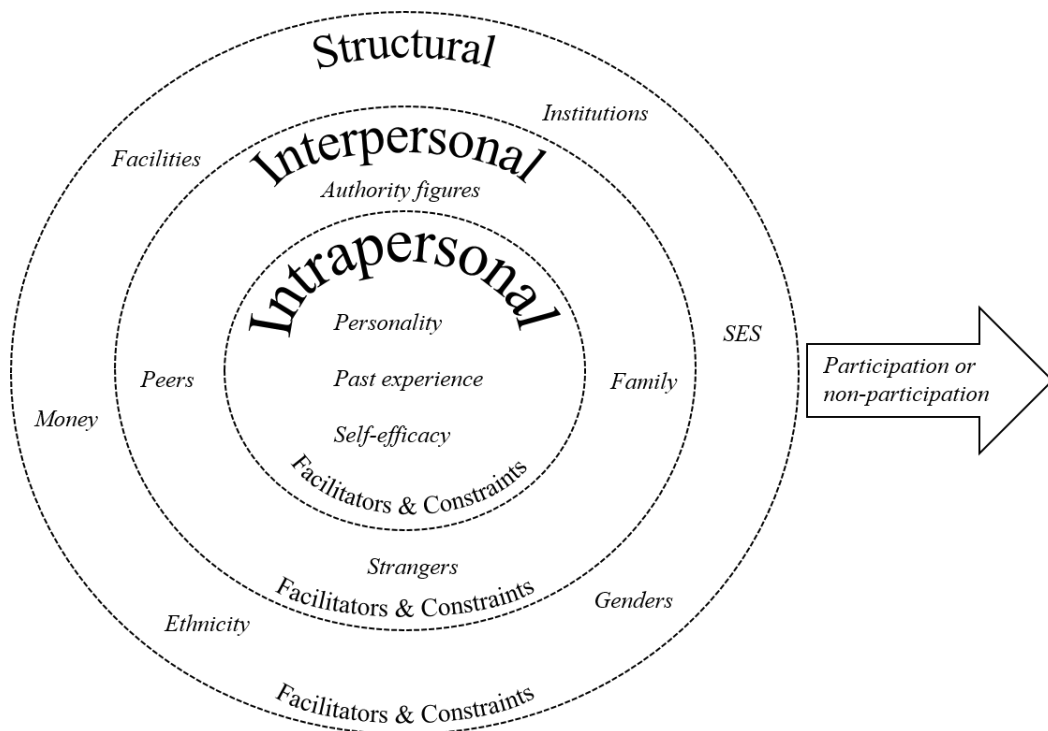 Structural
Institutions
Facilities
Interpersonal
Authority figures
Intrapersonal
Personality
SES
Participation or
non-participation
Past experience
Peers
Family
Money
Self-efficacy
Facilitators & Constraints
Strangers
Facilitators & Constraints
Genders
Ethnicity
Facilitators & Constraints